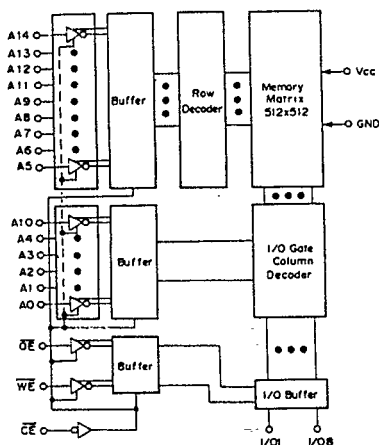 A14
A13
A12
A11
A9
A8
A7
A6
A5
Buffer
Row
Decoder
Memory
Matrix
512x512
Vcc
GND
A10
A4
A3
A2
A1
A0
Buffer
I/O Gate
Column
Decoder
OE
WE
CE
Buffer
I/O Buffer
I/O1
I/O8